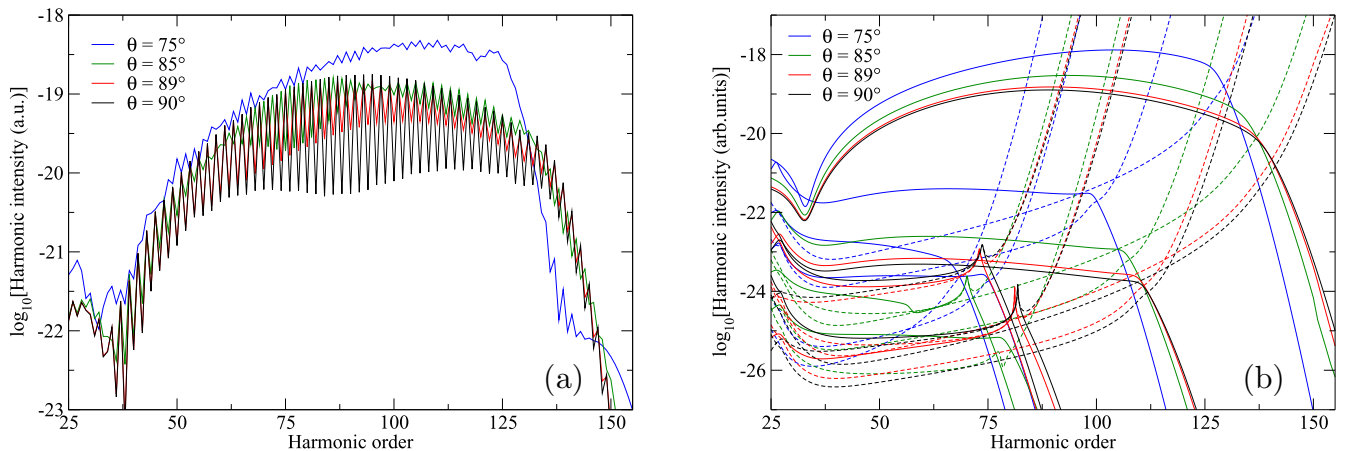 -18
-19
-20
-21
-22
-23
log10[Harmonic intensity (a.u.)]
θ = 75°
θ = 85°
θ = 89°
θ = 90°
(a)
25
50
75
100
125
150
Harmonic order
-18
-20
-22
-24
-26
log10[Harmonic intensity (arb.units)]
θ = 75°
θ = 85°
θ = 89°
θ = 90°
(b)
25
50
75
100
125
150
Harmonic order